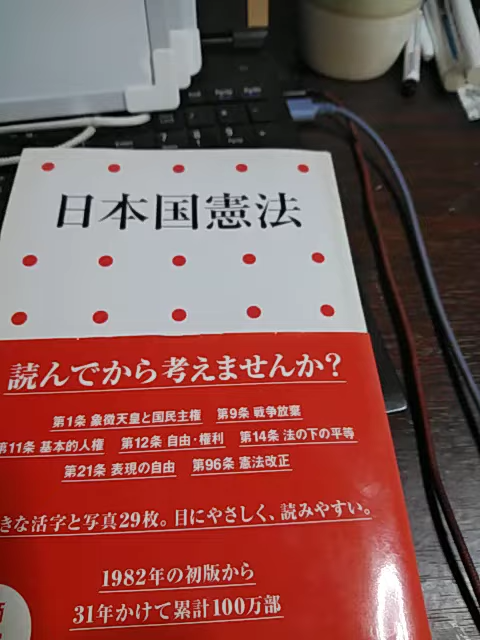 日本国憲法
読んでから考えませんか?
第1条 象徴天皇と国民主権 第9条 戦争放棄
第11条 基本的人権 第12条 自由・権利 第14条 法の下の平等
第21条 表現の自由 第96条 憲法改正
きな活字と写真29枚。目にやさしく、読みやすい。
1982年の初版から
31年かけて累計100万部